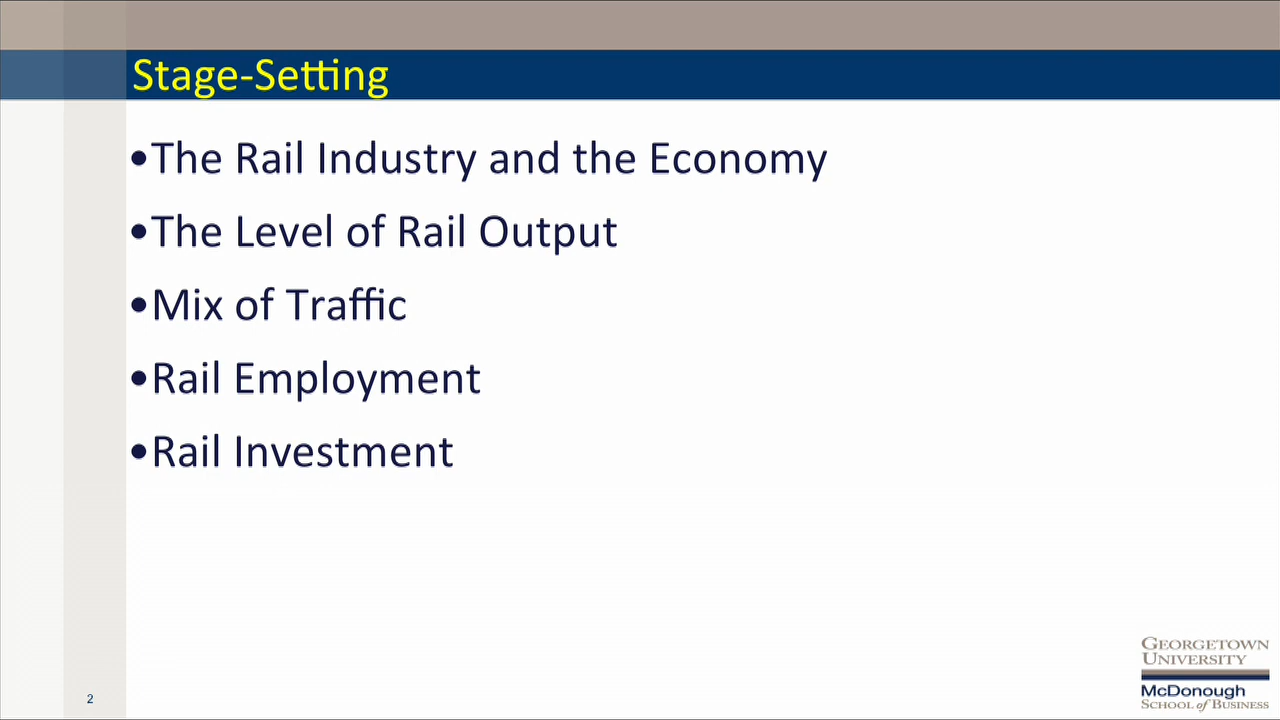 Stage-Setting
•The Rail Industry and the Economy
•The Level of Rail Output
•Mix of Traffic
•Rail Employment
•Rail Investment
2
GEORGETOWN
UNIVERSITY
McDonough
SCHOOL of BUSINESS